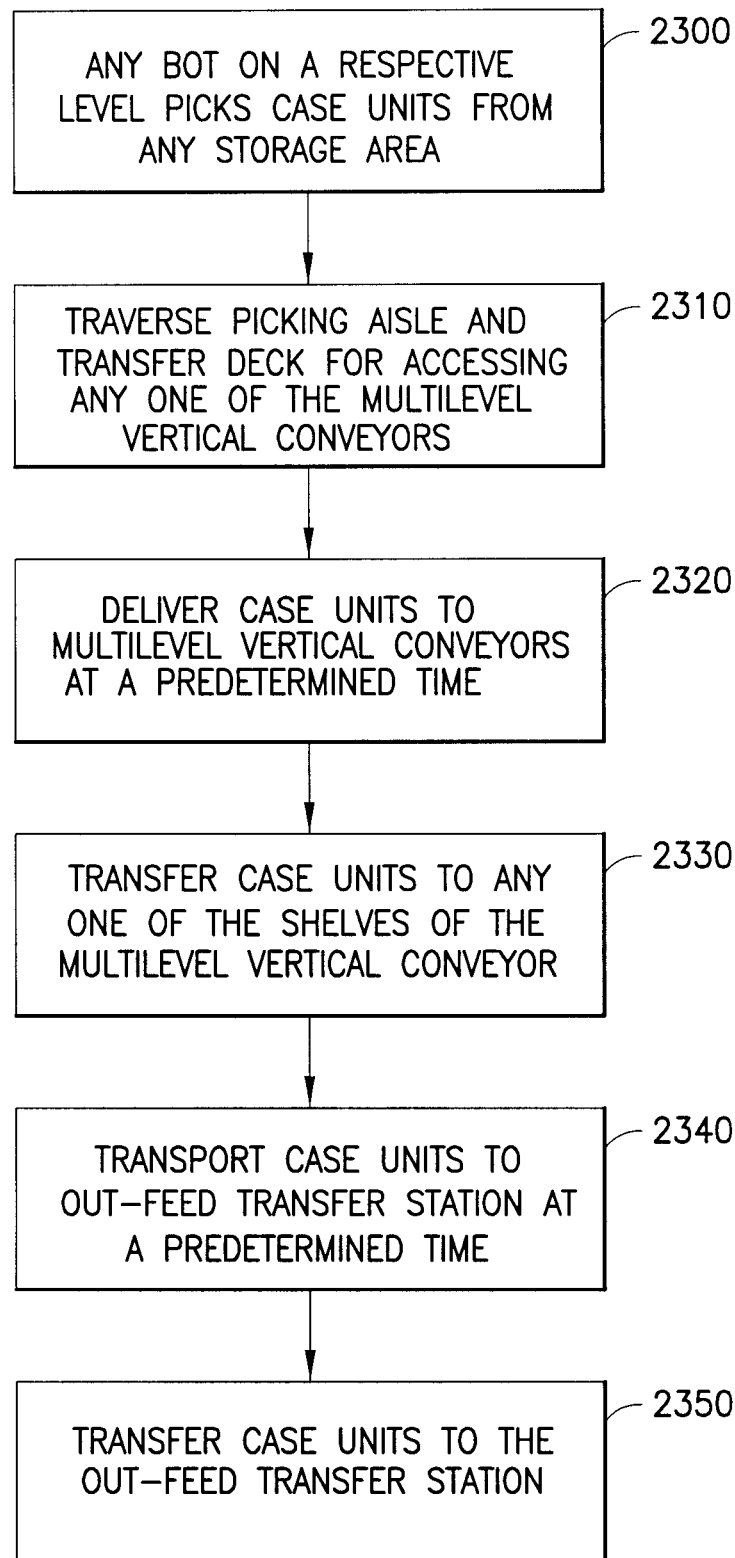 ANY BOT ON A RESPECTIVE
LEVEL PICKS CASE UNITS FROM
ANY STORAGE AREA
2300
TRAVERSE PICKING AISLE AND
TRANSFER DECK FOR ACCESSING
ANY ONE OF THE MULTILEVEL
VERTICAL CONVEYORS
2310
DELIVER CASE UNITS TO
MULTILEVEL VERTICAL CONVEYORS
AT A PREDETERMINED TIME
2320
TRANSFER CASE UNITS TO ANY
ONE OF THE SHELVES OF THE
MULTILEVEL VERTICAL CONVEYOR
2330
TRANSPORT CASE UNITS TO
OUT-FEED TRANSFER STATION AT
A PREDETERMINED TIME
2340
TRANSFER CASE UNITS TO THE
OUT-FEED TRANSFER STATION
2350